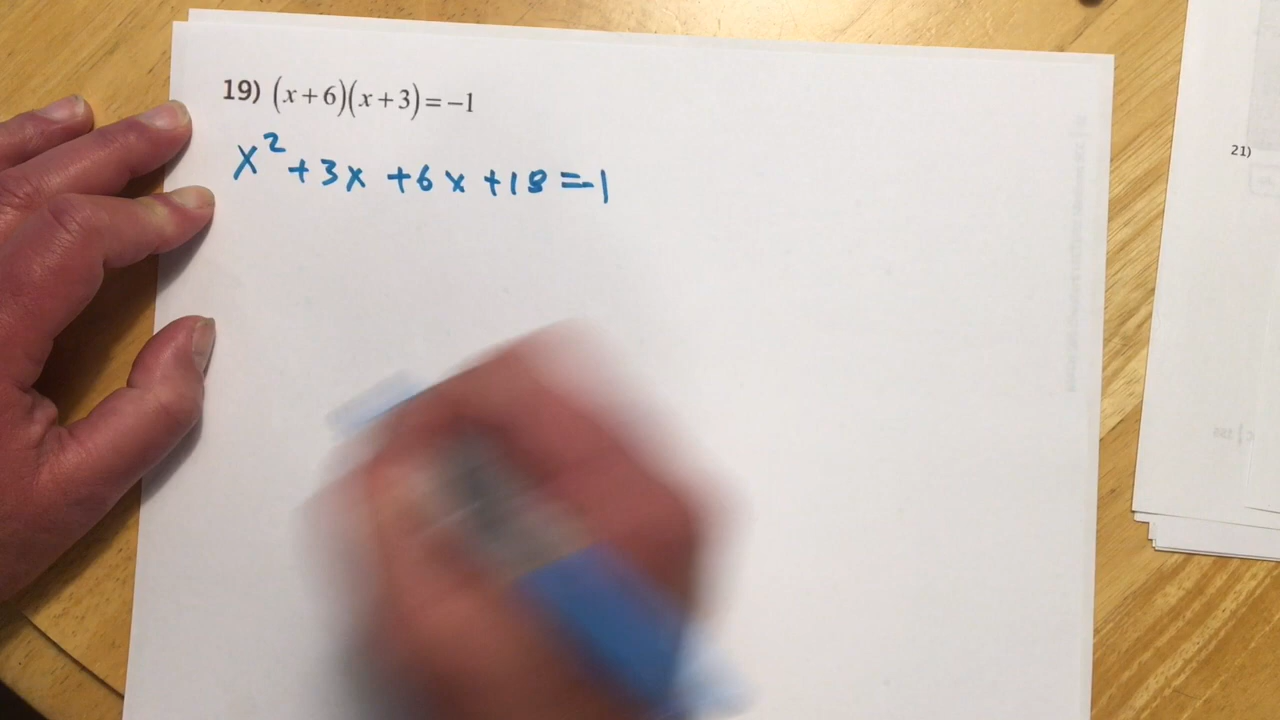 19) (x+6)(x+3)=-1
x²+3x+6x+18=-1
21)